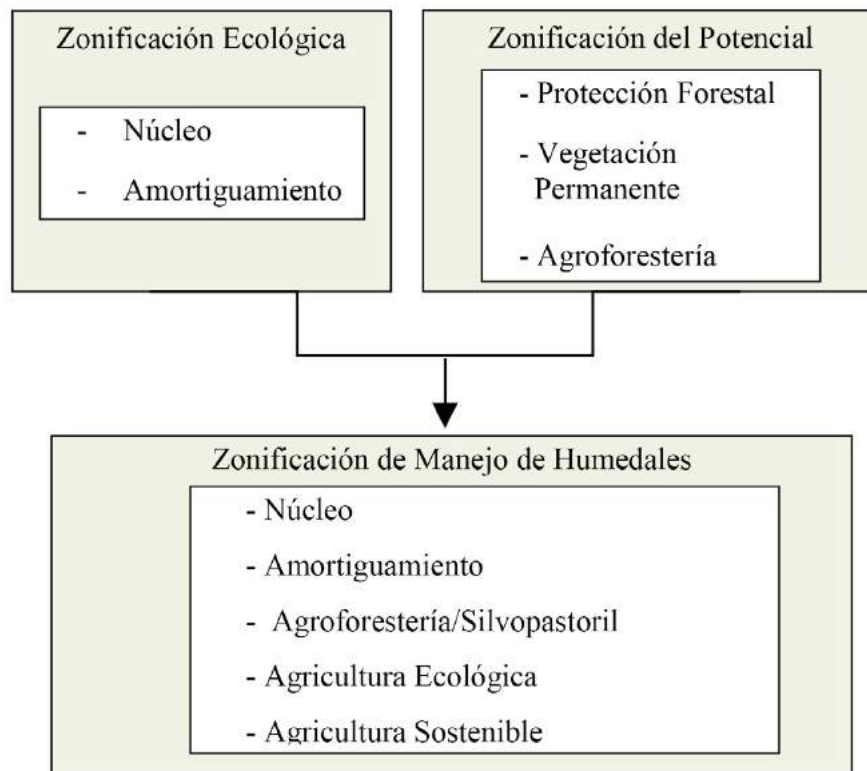 Zonificación Ecológica
- Núcleo
- Amortiguamiento
Zonificación del Potencial
- Protección Forestal
- Vegetación
Permanente
- Agroforestería
Zonificación de Manejo de Humedales
- Núcleo
- Amortiguamiento
- Agroforestería/Silvopastoril
- Agricultura Ecológica
- Agricultura Sostenible